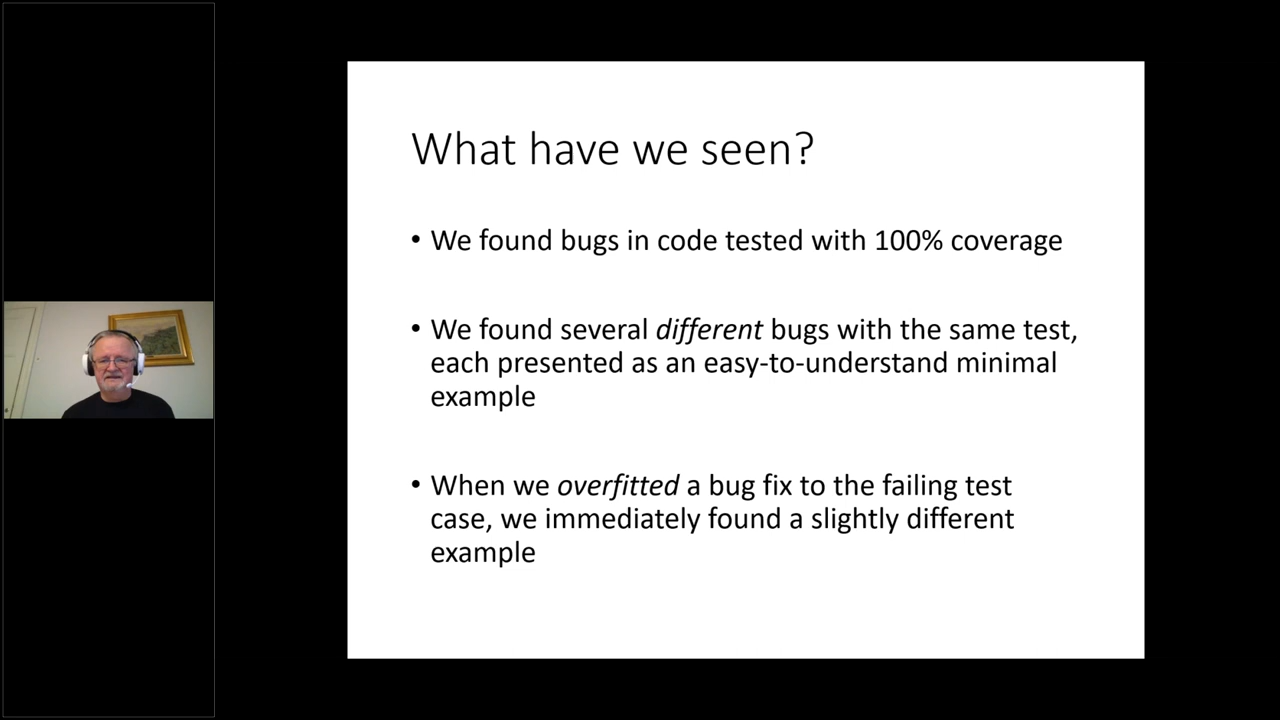 What have we seen?
• We found bugs in code tested with 100% coverage
• We found several different bugs with the same test,
each presented as an easy-to-understand minimal
example
• When we overfitted a bug fix to the failing test
case, we immediately found a slightly different
example